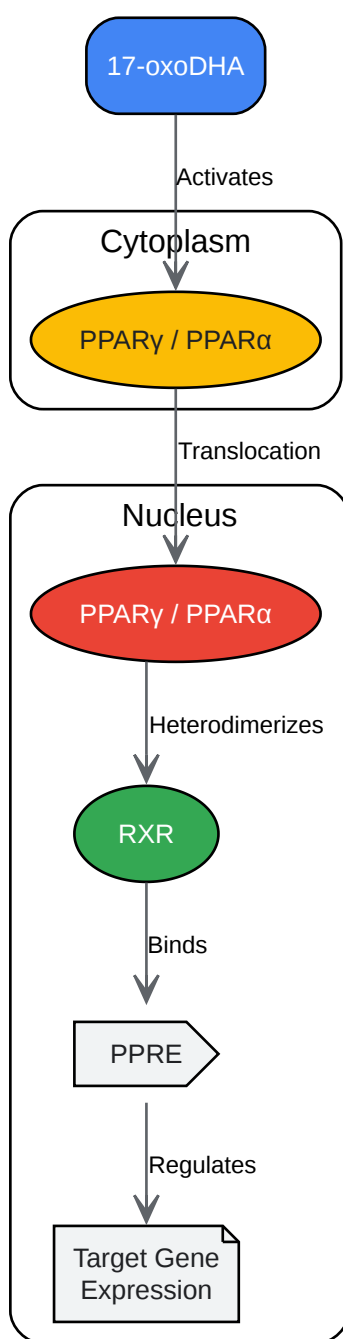 17-oxoDHA
Activates
Cytoplasm
PPARγ / PPARα
Translocation
Nucleus
PPARγ / PPARα
Heterodimerizes
RXR
Binds
PPRE
Regulates
Target Gene
Expression